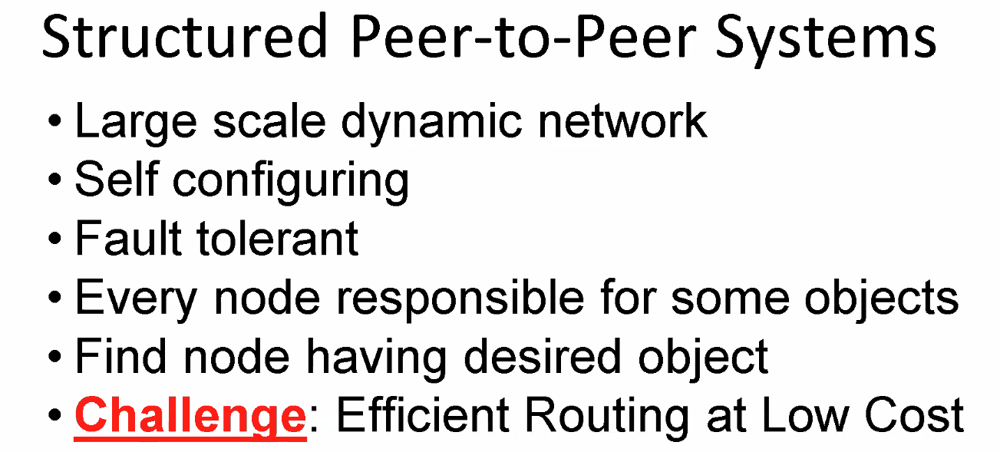 Structured Peer-to-Peer Systems
• Large scale dynamic network
• Self configuring
• Fault tolerant
• Every node responsible for some objects
• Find node having desired object
• Challenge: Efficient Routing at Low Cost